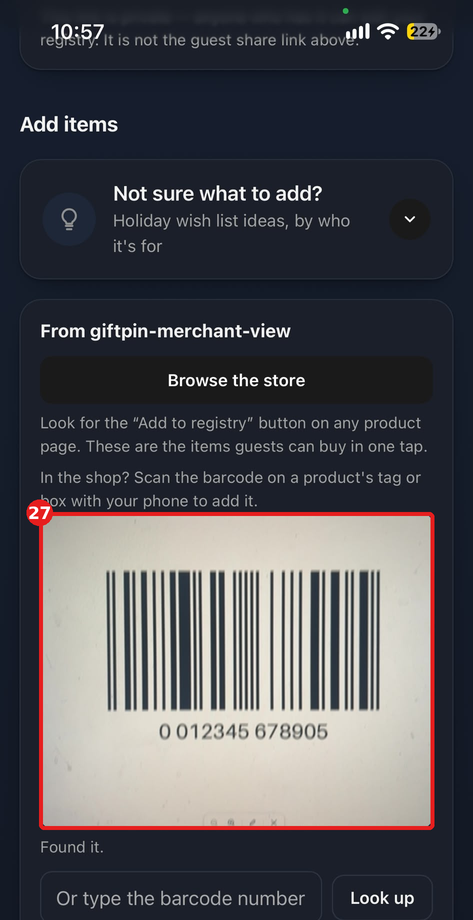 10:57
22
registry. It is not the guest share link above.
Add items
Not sure what to add?
Holiday wish list ideas, by who
it's for
From giftpin-merchant-view
Browse the store
Look for the “Add to registry” button on any product
page. These are the items guests can buy in one tap.
In the shop? Scan the barcode on a product's tag or
box with your phone to add it.
27
0 012345 678905
Found it.
Or type the barcode number
Look up